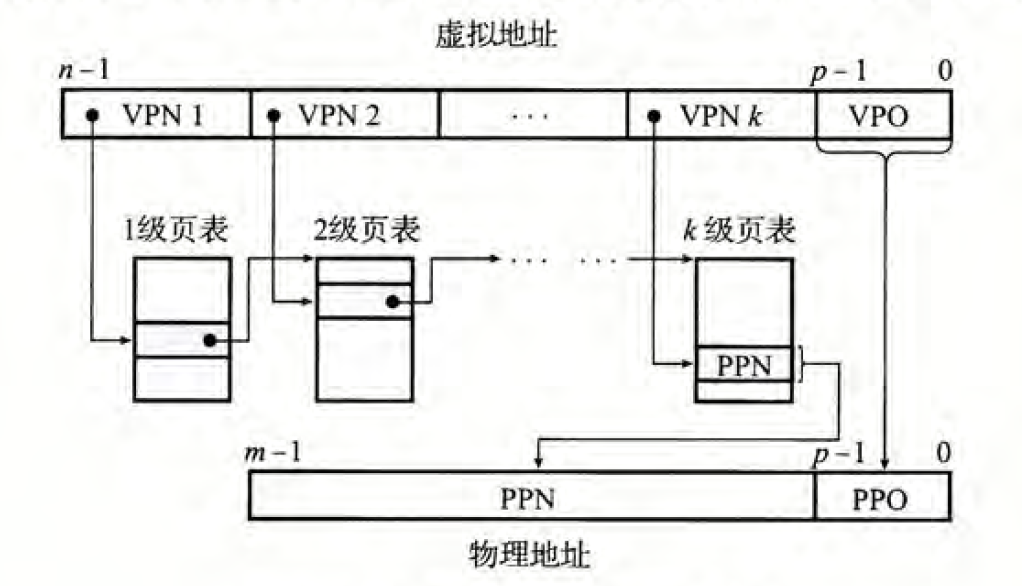 虚拟地址
n-1 p-1 0
VPN 1 VPN 2 ... VPN k VPO
1级页表 2级页表 k 级页表
... ...
PPN
m-1 p-1 0
PPN PPO
物理地址